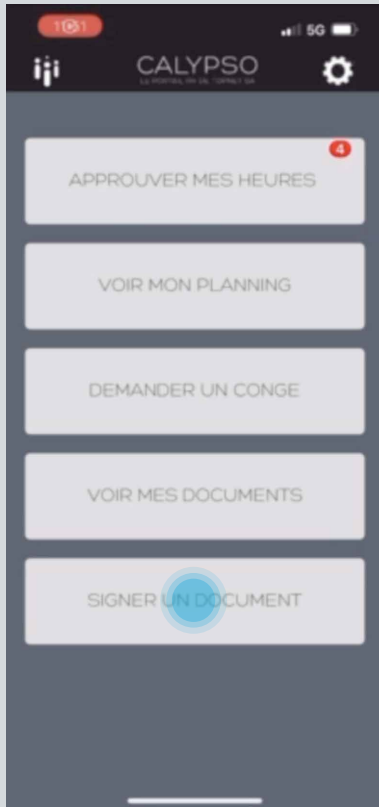 5G
CALYPSO
4
APPROUVER MES HEURES
VOIR MON PLANNING
DEMANDER UN CONGE
VOIR MES DOCUMENTS
SIGNER UN DOCUMENT